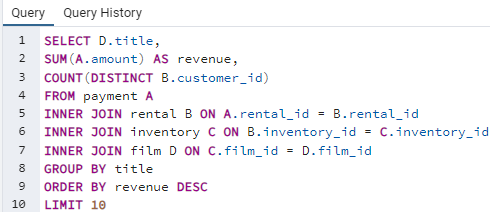 Query Query History
1 SELECT D.title,
2 SUM(A.amount) AS revenue,
3 COUNT(DISTINCT B.customer_id)
4 FROM payment A
5 INNER JOIN rental B ON A.rental_id = B.rental_id
6 INNER JOIN inventory C ON B.inventory_id = C.inventory_id
7 INNER JOIN film D ON C.film_id = D.film_id
8 GROUP BY title
9 ORDER BY revenue DESC
10 LIMIT 10